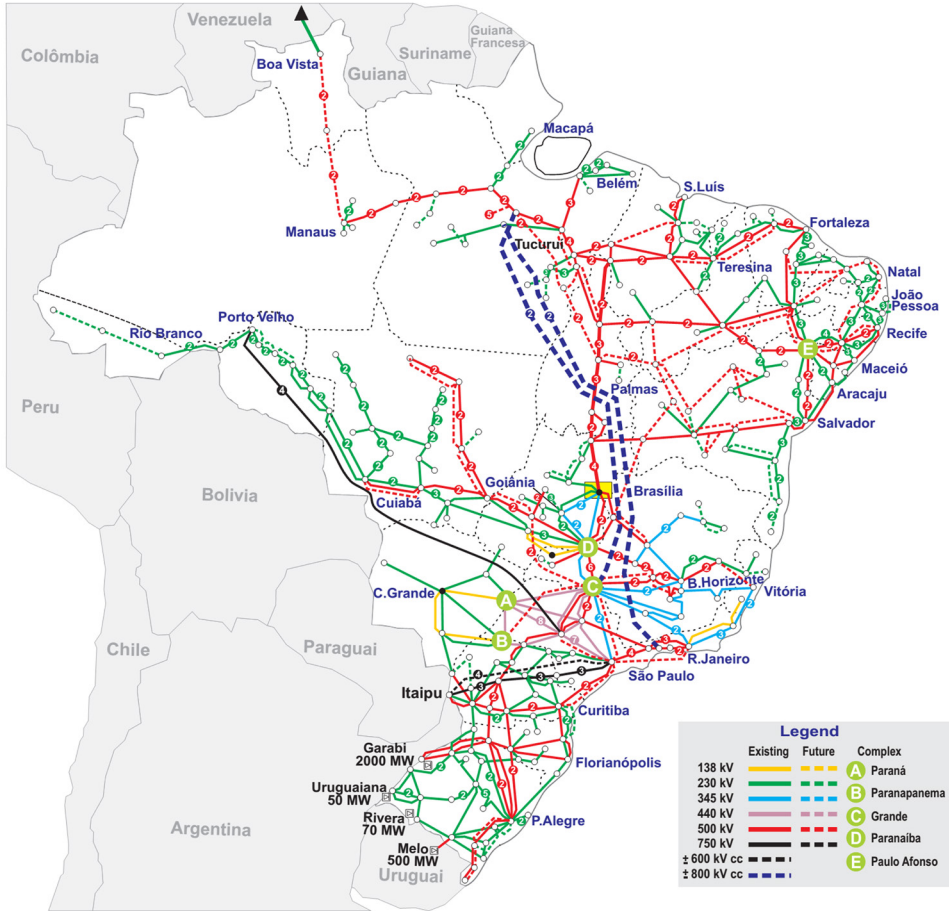 Venezuela
Colômbia
Boa Vista
Guiana
Suriname
Guiana
Francesa
Macapá
Belém
S.Luís
Fortaleza
Manaus
Tucuruí
Teresina
Natal
João
Pessoa
Recife
Maceió
Aracaju
Salvador
Rio Branco
Porto Velho
Palmas
E
Peru
Bolivia
Cuiabá
Goiânia
Brasília
D
C.Grande
A
B
C
B.Horizonte
Vitória
R.Janeiro
São Paulo
Chile
Paraguai
Itaipu
Curitiba
Garabi
2000 MW
Florianópolis
Uruguaiana
50 MW
Rivera
70 MW
P.Alegre
Melo
500 MW
Argentina
Uruguai
Legend
Existing Future Complex
138 kV A Paraná
230 kV B Paranapanema
345 kV C Grande
440 kV D Paranaíba
500 kV E Paulo Afonso
750 kV
± 600 kV cc
± 800 kV cc